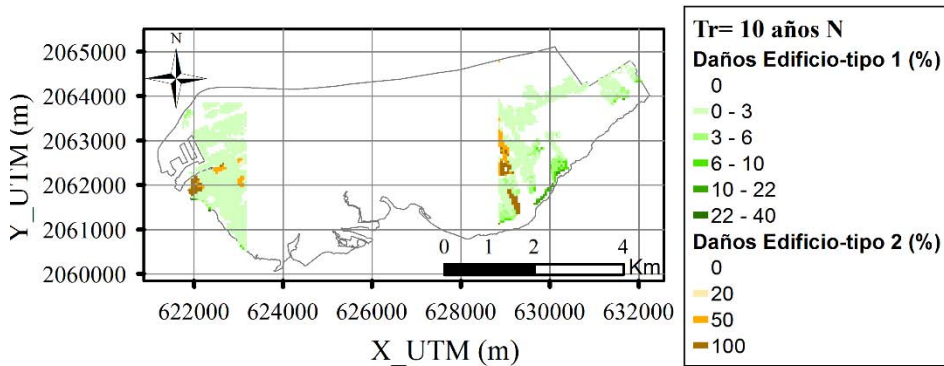 N
2065000
2064000
2063000
2062000
2061000
2060000
Y_UTM (m)
0 1 2 4
Km
622000 624000 626000 628000 630000 632000
X_UTM (m)
Tr= 10 años N
Daños Edificio-tipo 1 (%)
0
0 - 3
3 - 6
6 - 10
10 - 22
22 - 40
Daños Edificio-tipo 2 (%)
0
20
50
100